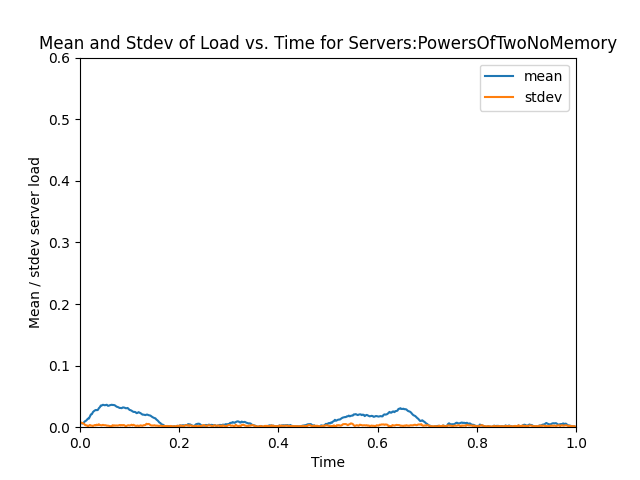 Mean and Stdev of Load vs. Time for Servers:PowersOfTwoNoMemory
mean
stdev
Mean / stdev server load
0.6
0.5
0.4
0.3
0.2
0.1
0.0
0.0 0.2 0.4 0.6 0.8 1.0
Time